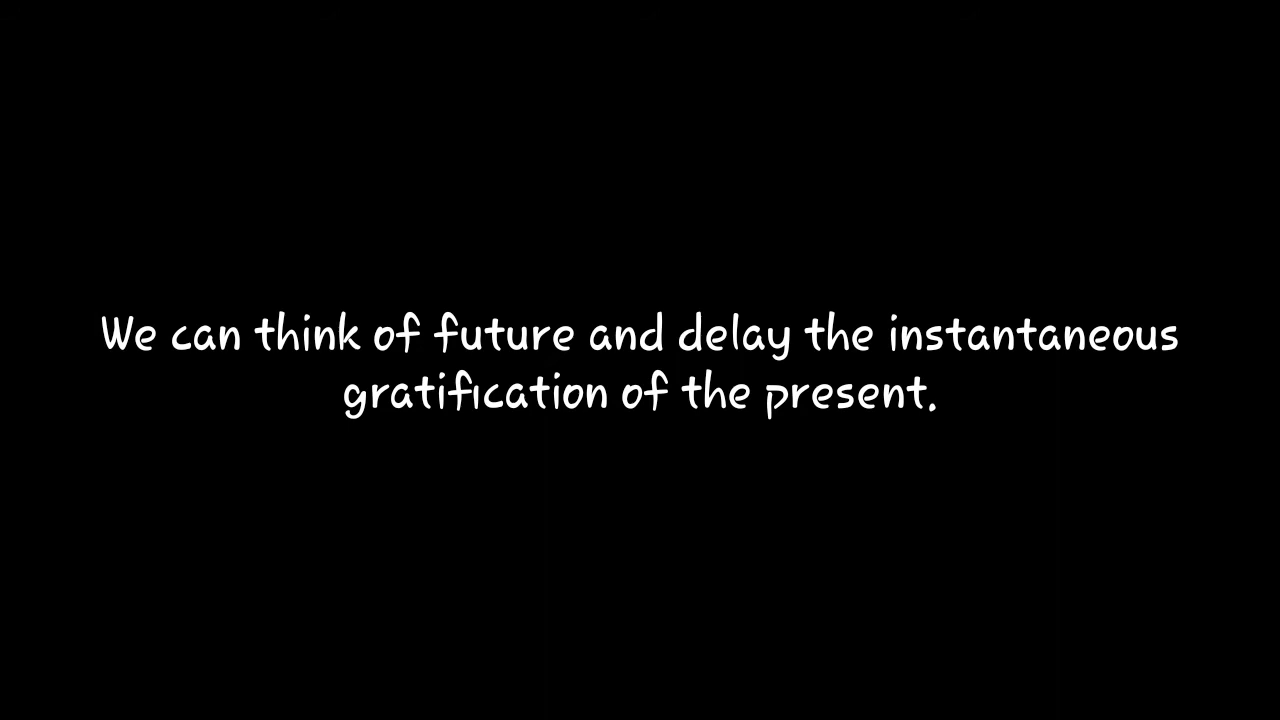 We can think of future and delay the instantaneous
gratification of the present.